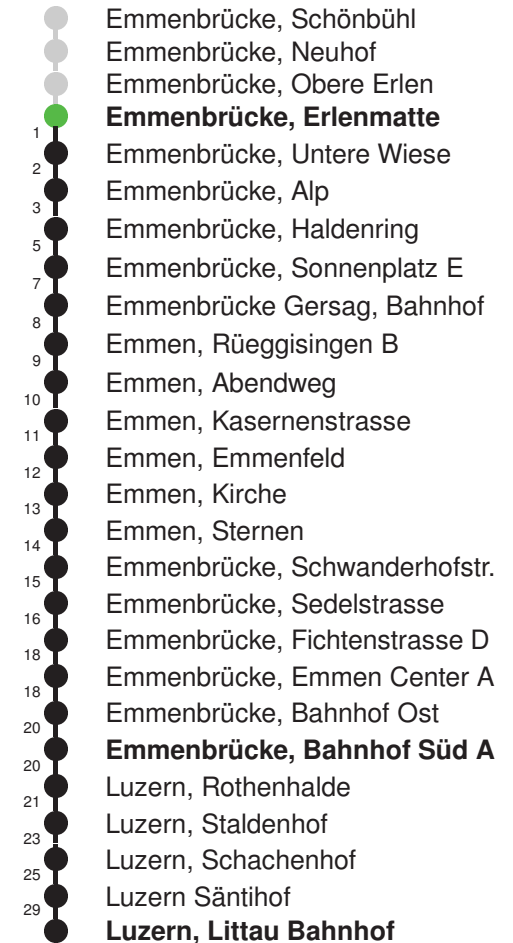 Emmenbrücke, Schönbühl
Emmenbrücke, Neuhof
Emmenbrücke, Obere Erlen
Emmenbrücke, Erlenmatte
1
Emmenbrücke, Untere Wiese
2
Emmenbrücke, Alp
3
Emmenbrücke, Haldenring
5
Emmenbrücke, Sonnenplatz E
7
Emmenbrücke Gersag, Bahnhof
8
Emmen, Rüeggisingen B
9
Emmen, Abendweg
10
Emmen, Kasernenstrasse
11
Emmen, Emmenfeld
12
Emmen, Kirche
13
Emmen, Sternen
14
Emmenbrücke, Schwanderhofstr.
15
Emmenbrücke, Sedelstrasse
16
Emmenbrücke, Fichtenstrasse D
18
Emmenbrücke, Emmen Center A
18
Emmenbrücke, Bahnhof Ost
20
Emmenbrücke, Bahnhof Süd A
20
Luzern, Rothenhalde
21
Luzern, Staldenhof
23
Luzern, Schachenhof
25
Luzern Säntihof
29
Luzern, Littau Bahnhof